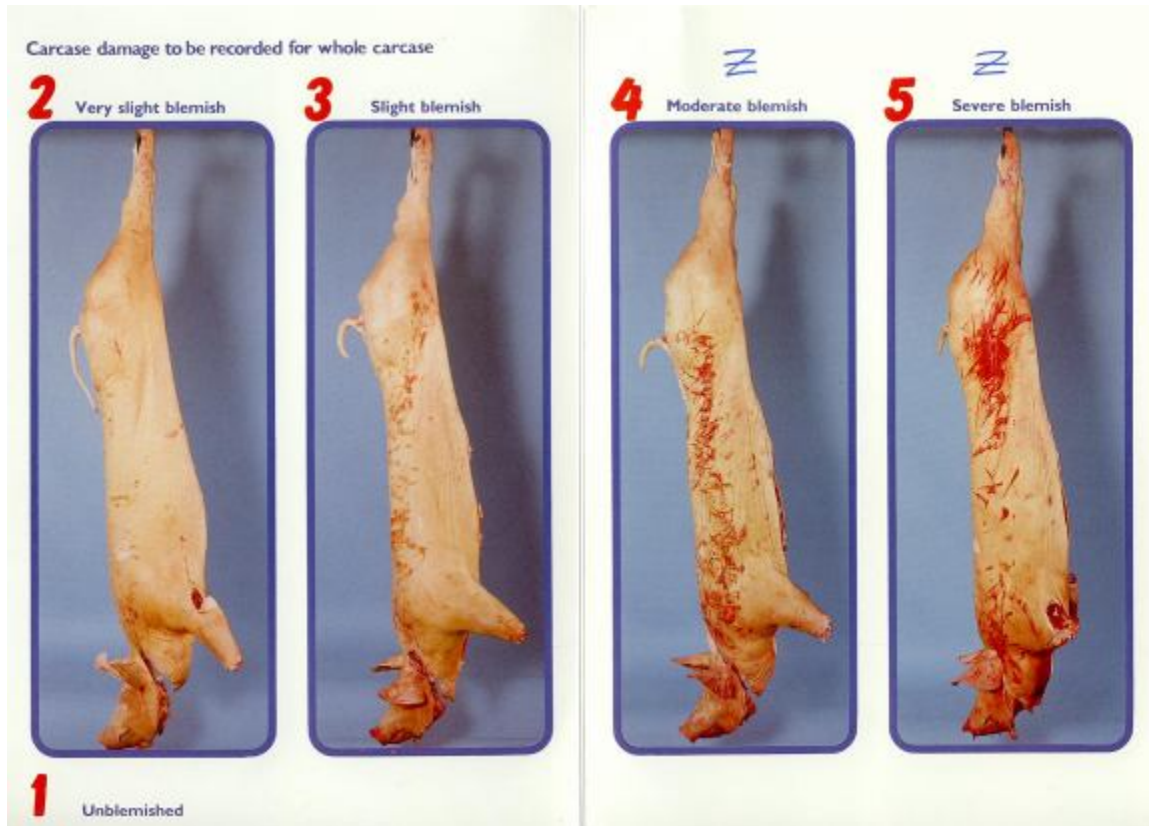 Carcase damage to be recorded for whole carcase
2 Very slight blemish
3 Slight blemish
Z
4 Moderate blemish
Z
5 Severe blemish
1 Unblemished